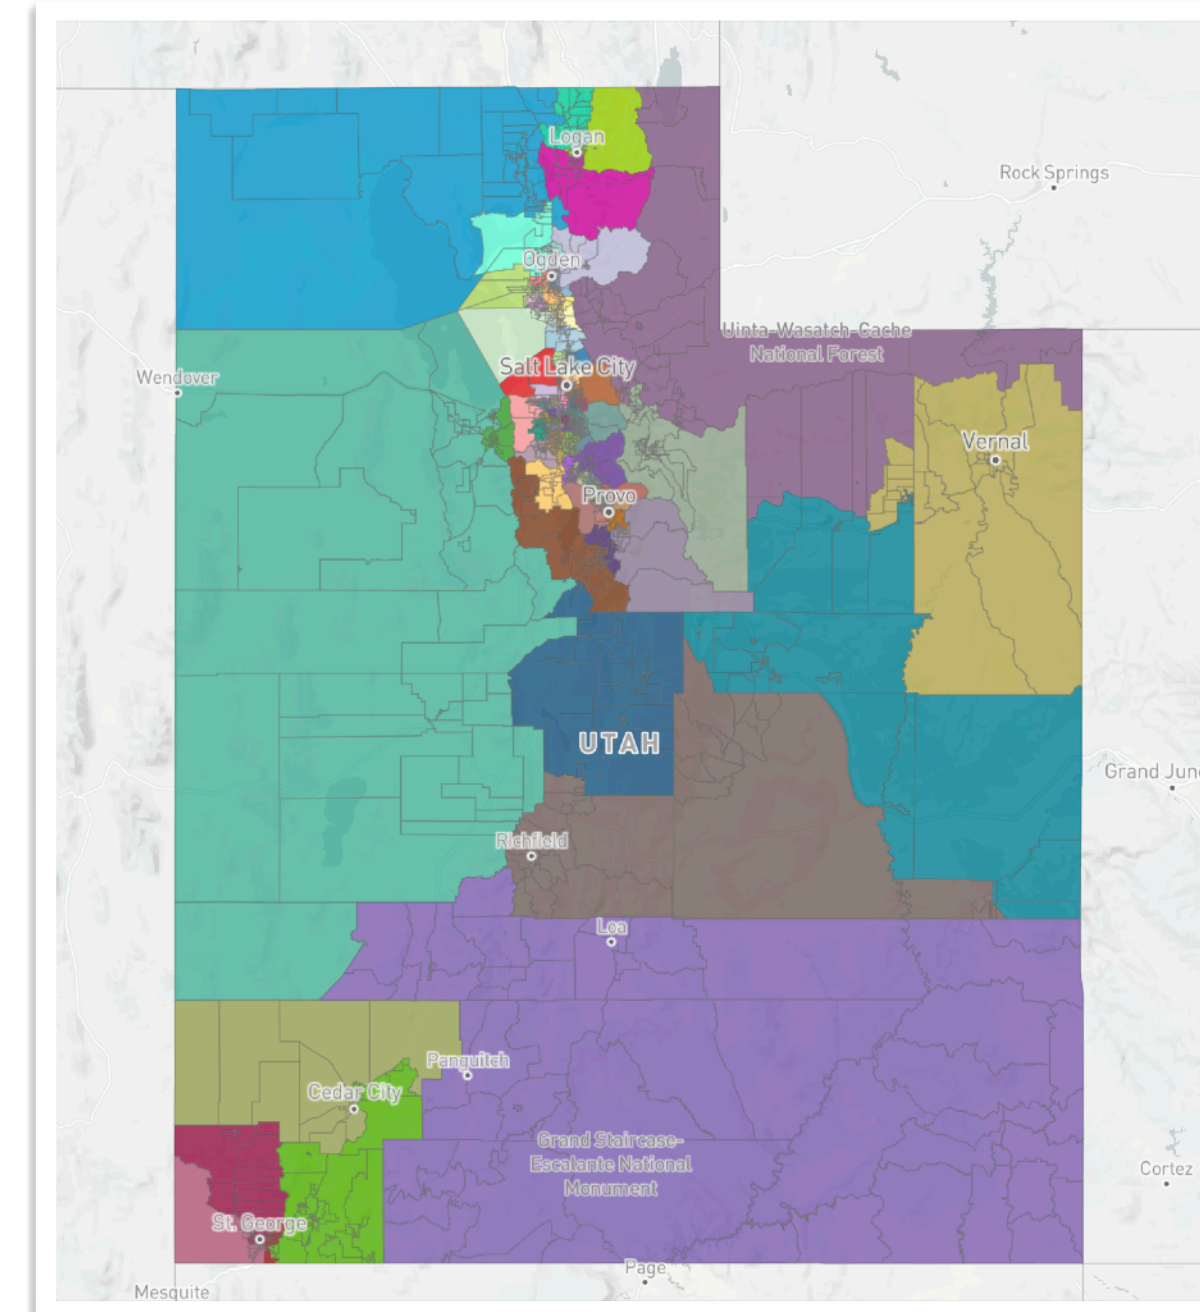 Logan
Rock Springs
Ogden
Uinta-Wasatch-Cache
National Forest
Salt Lake City
Wendover
Vernal
Provo
UTAH
Grand Junc
Richfield
Loa
Panguitch
Cedar City
Grand Staircase-
Escalante National
Monument
Cortez
St. George
Page
Mesquite